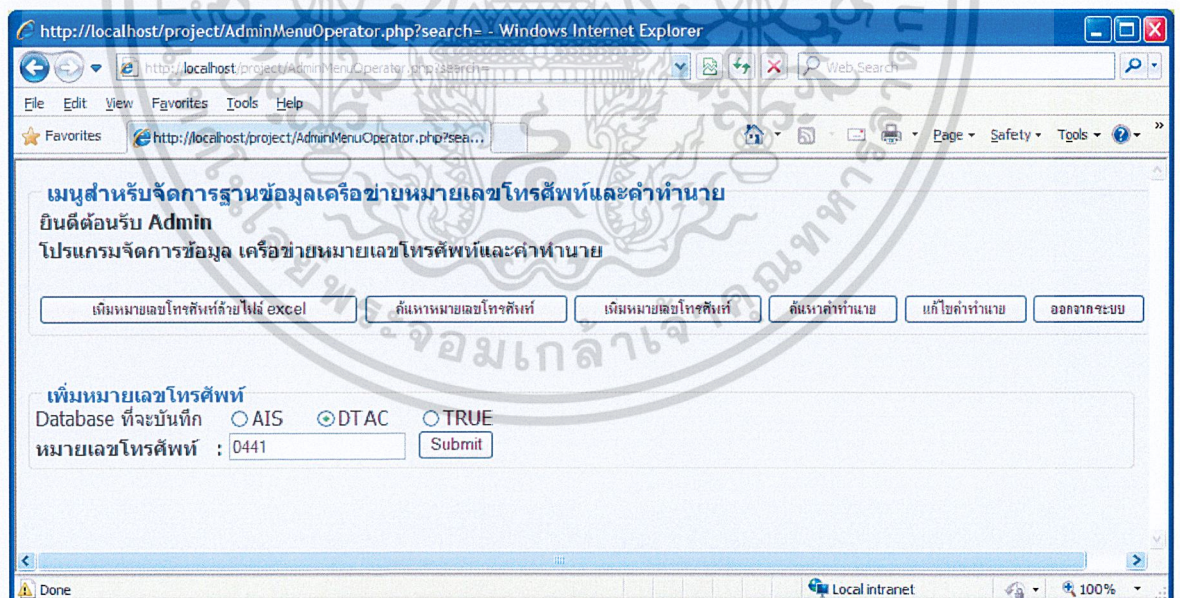 http://localhost/project/AdminMenuOperator.php?search= - Windows Internet Explorer
http://localhost/project/AdminMenuOperator.php?search= Web Search
File Edit View Favorites Tools Help
Favorites http://localhost/project/AdminMenuOperator.php?sea... Page Safety Tools
เมนูสำหรับจัดการฐานข้อมูลเครือข่ายหมายเลขโทรศัพท์และคำทำนาย
ยินดีต้อนรับ Admin
โปรแกรมจัดการข้อมูล เครือข่ายหมายเลขโทรศัพท์และคำทำนาย
เพิ่มหมายเลขโทรศัพท์ด้วยไฟล์ excel ค้นหาหมายเลขโทรศัพท์ เพิ่มหมายเลขโทรศัพท์ ค้นหาคำทำนาย แก้ไขคำทำนาย ออกจากระบบ
เพิ่มหมายเลขโทรศัพท์
Database ที่จะบันทึก AIS DTAC TRUE
หมายเลขโทรศัพท์ : 0441 Submit
Done Local intranet 100%